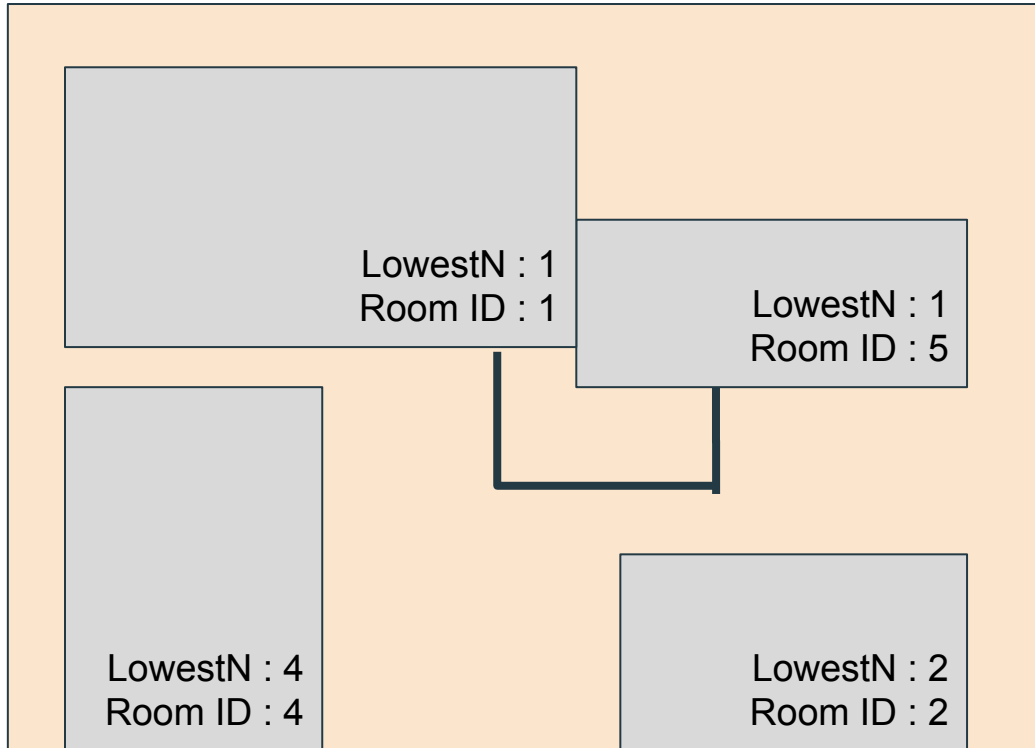 LowestN : 1
Room ID : 1
LowestN : 1
Room ID : 5
LowestN : 4
Room ID : 4
LowestN : 2
Room ID : 2